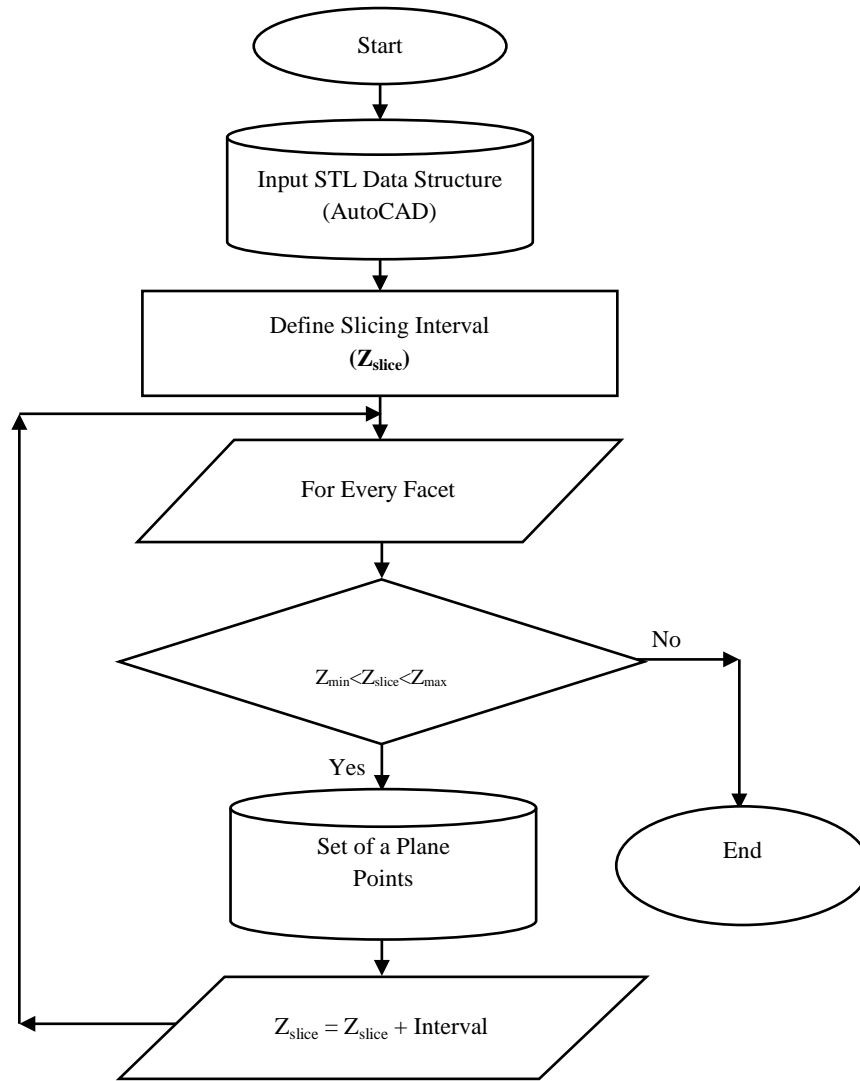 Start
Input STL Data Structure
(AutoCAD)
Define Slicing Interval
(Zslice)
For Every Facet
No
Zmin<Zslice<Zmax
Yes
Set of a Plane
Points
End
Zslice = Zslice + Interval